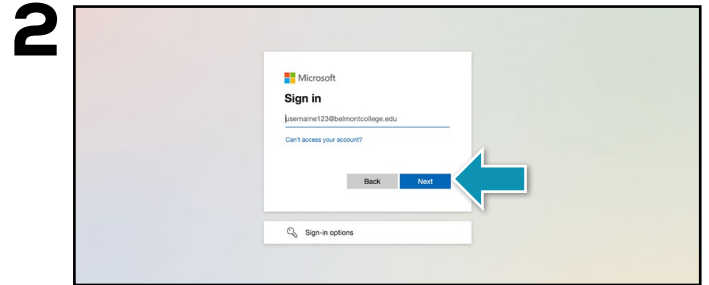 2
Microsoft
Sign in
username123@belmontcollege.edu
Can't access your account?
Back Next
Sign-in options